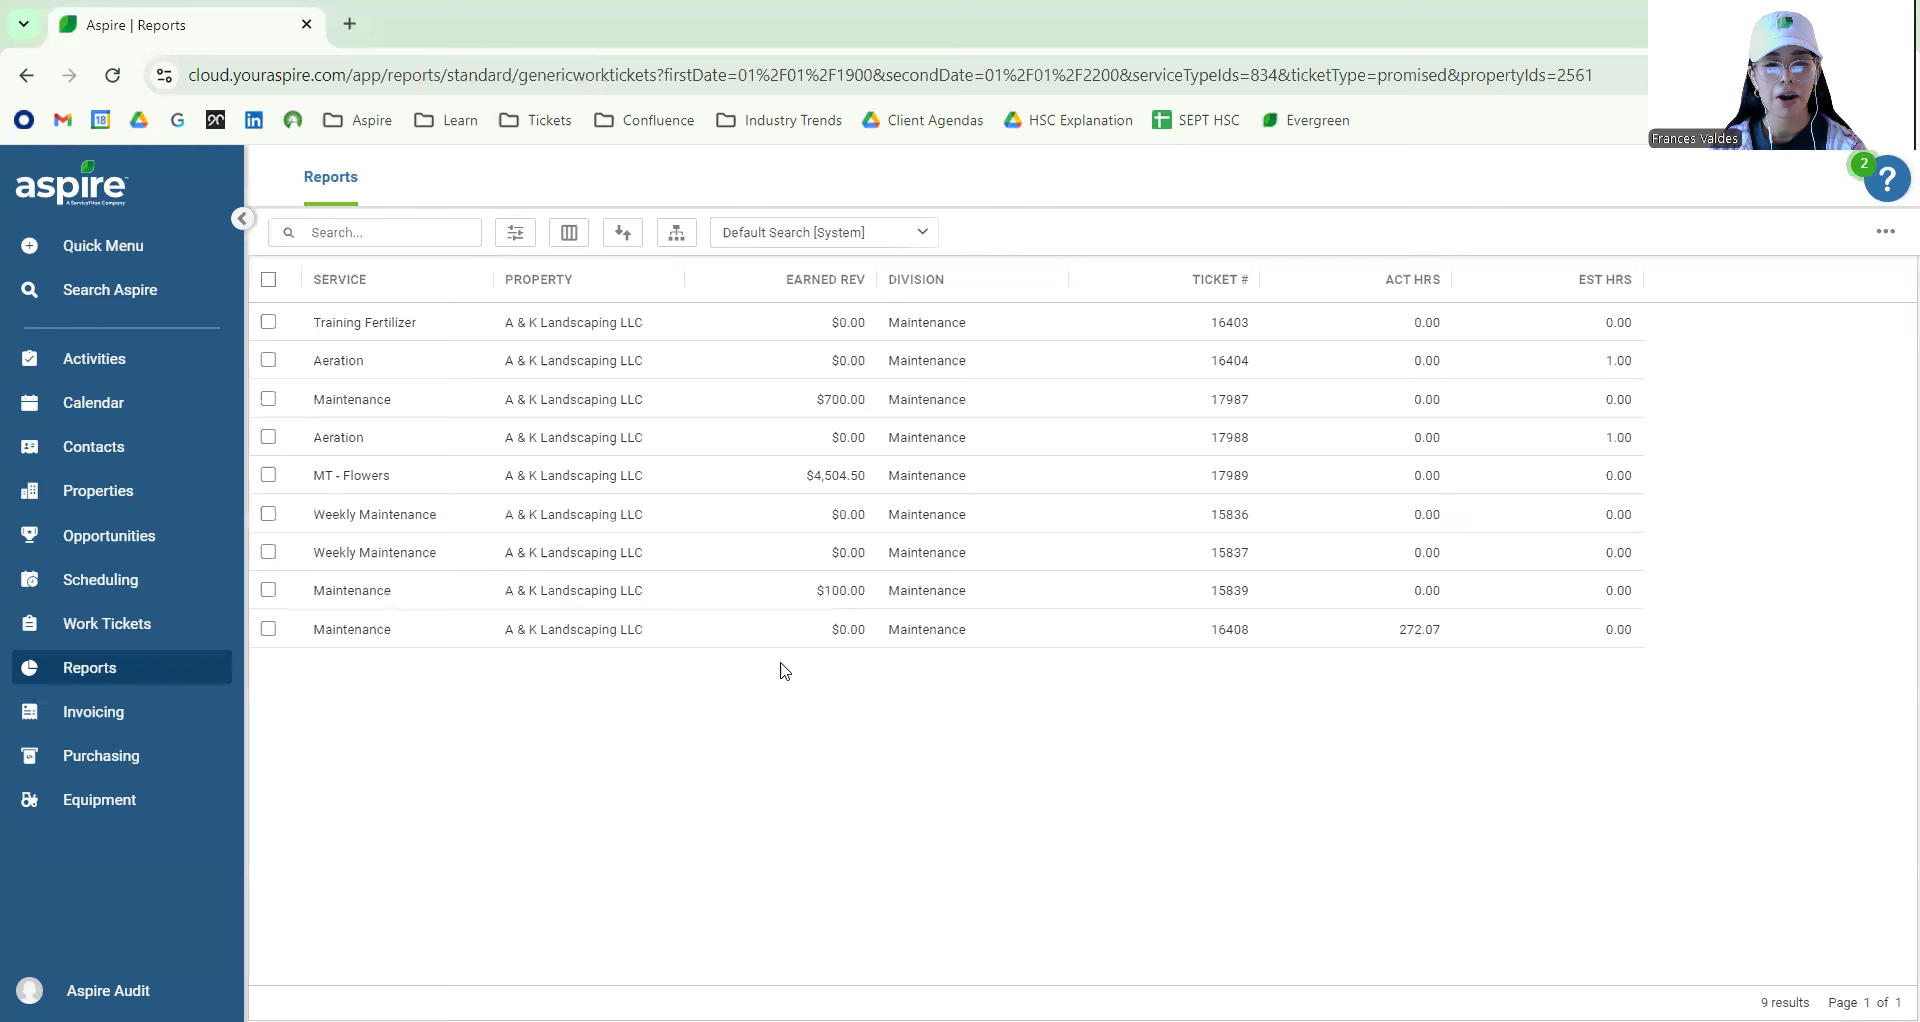 Aspire | Reports
cloud.youraspire.com/app/reports/standard/genericworktickets?firstDate=01%2F01%2F1900&secondDate=01%2F01%2F2200&serviceTypeIds=834&ticketType=promised&propertyIds=2561
18 G 90 in Aspire Learn Tickets Confluence Industry Trends Client Agendas HSC Explanation SEPT HSC Evergreen
Frances Valdes
aspire
A ServiceTitan Company
Reports
2 ?
Quick Menu
Search Aspire
Activities
Calendar
Contacts
Properties
Opportunities
Scheduling
Work Tickets
Reports
Invoicing
Purchasing
Equipment
Aspire Audit
Search... Default Search [System]
SERVICE PROPERTY EARNED REV DIVISION TICKET # ACT HRS EST HRS
Training Fertilizer A & K Landscaping LLC $0.00 Maintenance 16403 0.00 0.00
Aeration A & K Landscaping LLC $0.00 Maintenance 16404 0.00 1.00
Maintenance A & K Landscaping LLC $700.00 Maintenance 17987 0.00 0.00
Aeration A & K Landscaping LLC $0.00 Maintenance 17988 0.00 1.00
MT - Flowers A & K Landscaping LLC $4,504.50 Maintenance 17989 0.00 0.00
Weekly Maintenance A & K Landscaping LLC $0.00 Maintenance 15836 0.00 0.00
Weekly Maintenance A & K Landscaping LLC $0.00 Maintenance 15837 0.00 0.00
Maintenance A & K Landscaping LLC $100.00 Maintenance 15839 0.00 0.00
Maintenance A & K Landscaping LLC $0.00 Maintenance 16408 272.07 0.00
9 results Page 1 of 1